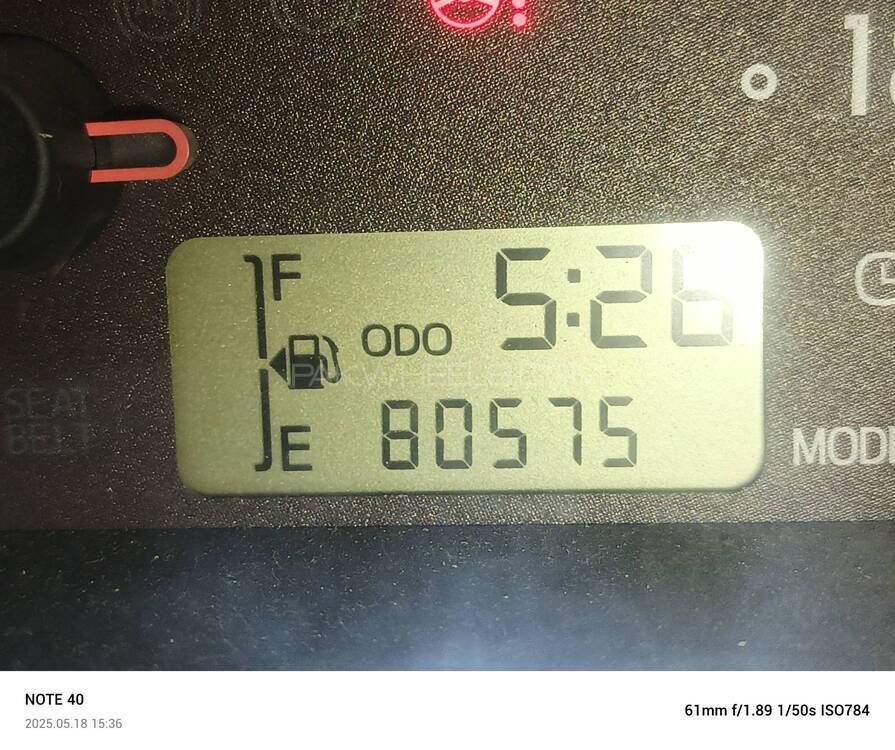 F
5:26
ODO
E
80575
SEAT
BELT
NOTE 40
2025.05.18 15:36
61mm f/1.89 1/50s ISO784